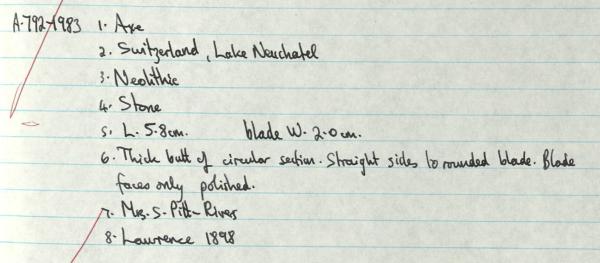 A.792-1983 1. Axe
2. Switzerland, Lake Neuchatel
3. Neolithic
4. Stone
5. L. 5.8cm. blade W. 2.0cm.
6. Thick butt of circular section. Straight sides to rounded blade. Blade
faces only polished.
7. Mrs. S. Pitt-Rivers
8. Lawrence 1898